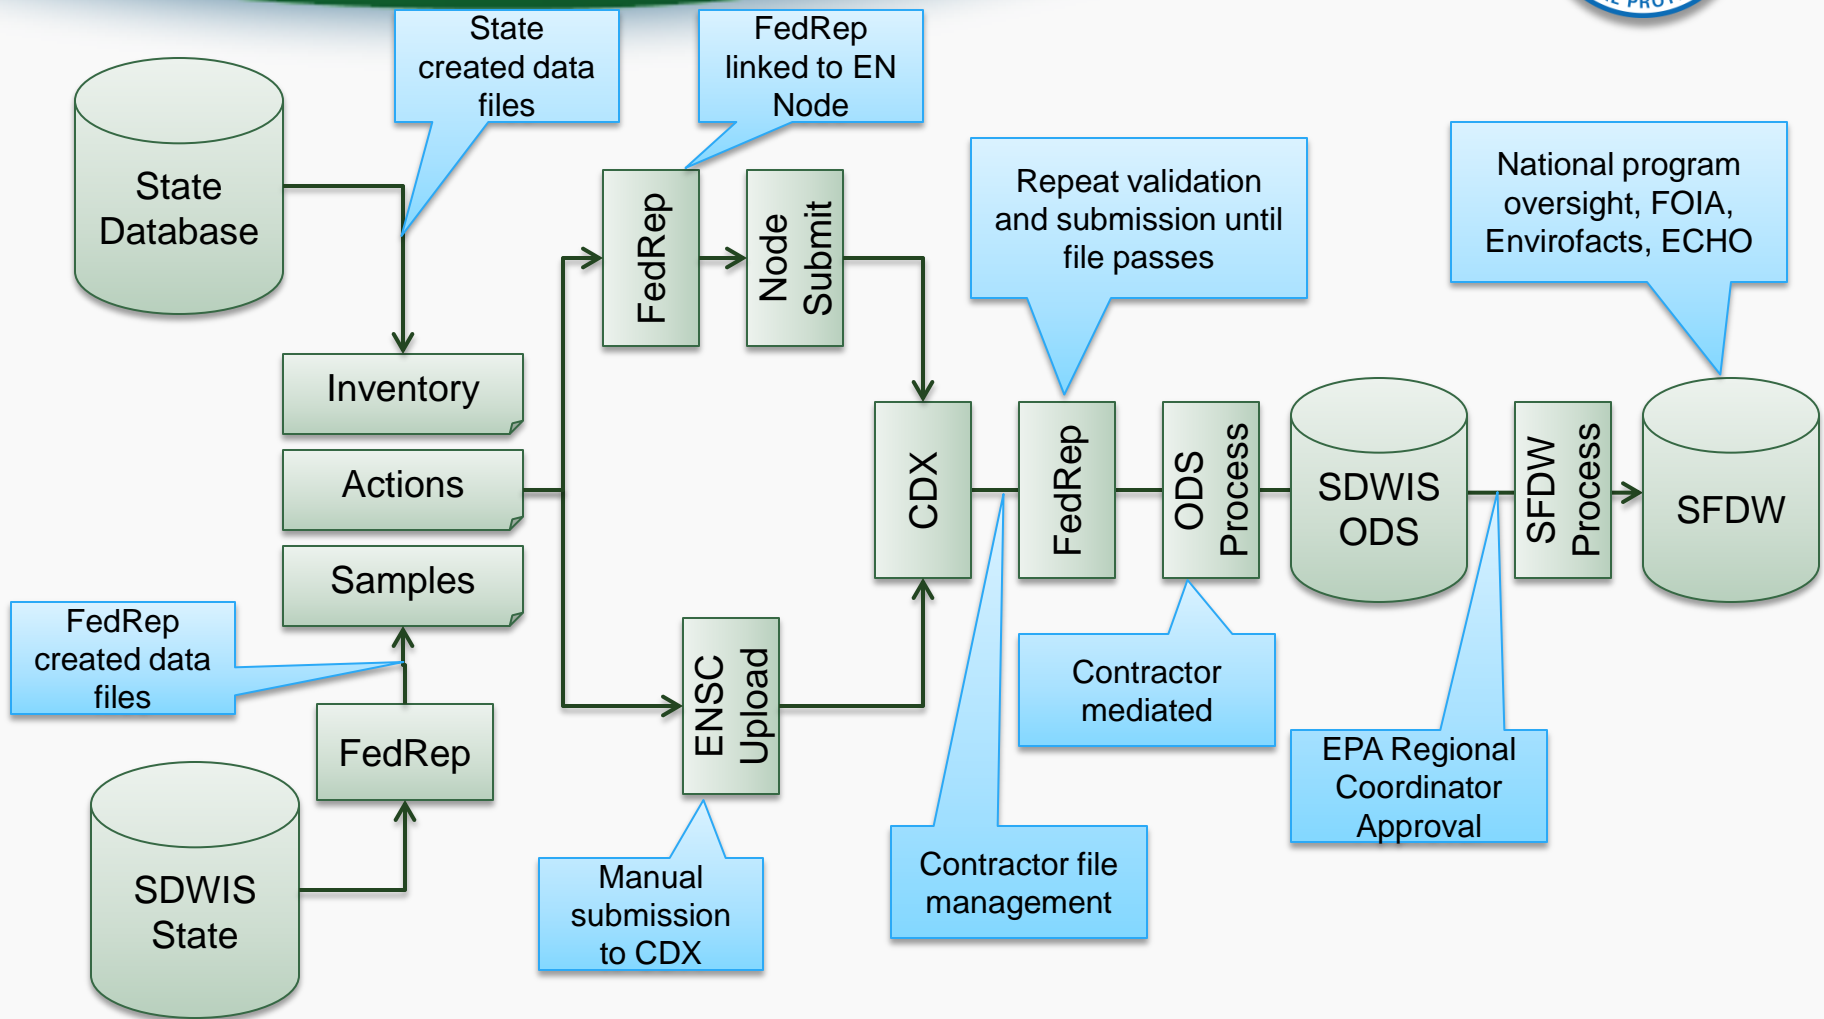 State
created data
files
FedRep
linked to EN
Node
State
Database
FedRep
Node
Submit
Repeat validation
and submission until
file passes
National program
oversight, FOIA,
Envirofacts, ECHO
Inventory
Actions
Samples
CDX
FedRep
ODS
Process
SDWIS
ODS
SFDW
Process
SFDW
FedRep
created data
files
FedRep
ENSC
Upload
Contractor
mediated
EPA Regional
Coordinator
Approval
SDWIS
State
Manual
submission
to CDX
Contractor file
management